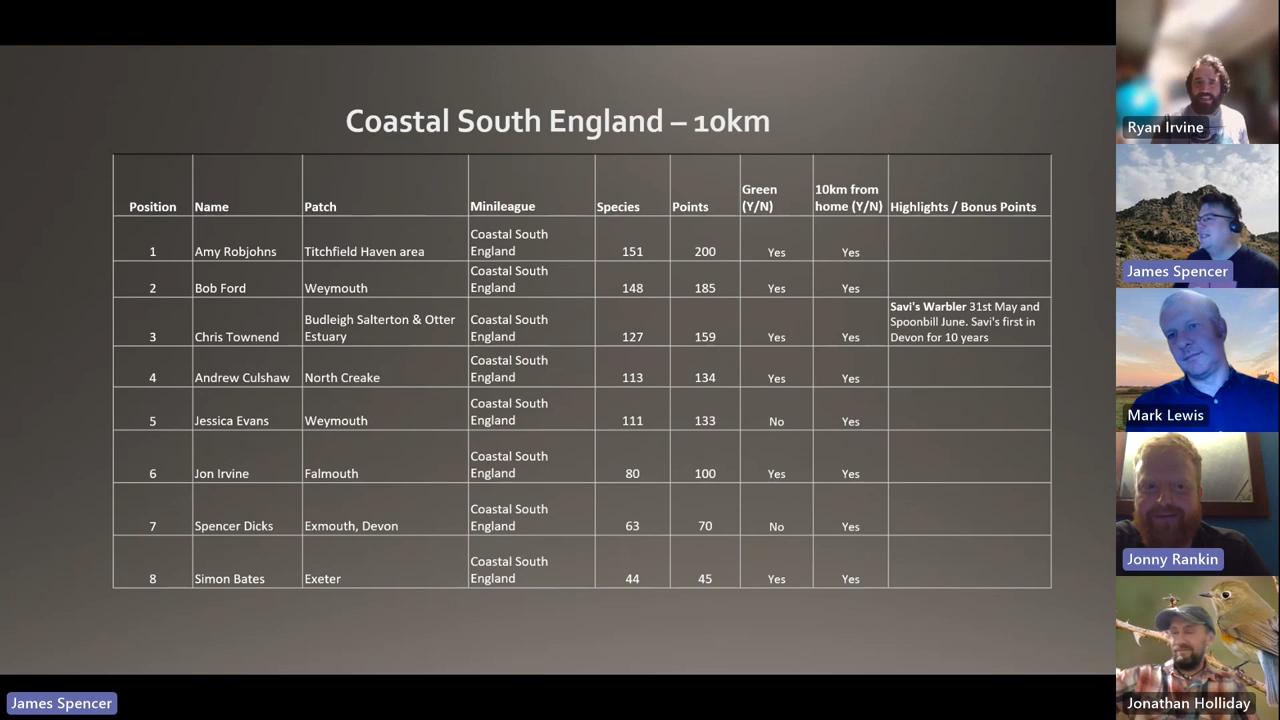 Coastal South England – 10km
Position Name Patch Minileague Species Points Green (Y/N) 10km from home (Y/N) Highlights / Bonus Points
1 Amy Robjohns Titchfield Haven area Coastal South England 151 200 Yes Yes
2 Bob Ford Weymouth Coastal South England 148 185 Yes Yes
3 Chris Townend Budleigh Salterton & Otter Estuary Coastal South England 127 159 Yes Yes Savi's Warbler 31st May and Spoonbill June. Savi's first in Devon for 10 years
4 Andrew Culshaw North Creake Coastal South England 113 134 Yes Yes
5 Jessica Evans Weymouth Coastal South England 111 133 No Yes
6 Jon Irvine Falmouth Coastal South England 80 100 Yes Yes
7 Spencer Dicks Exmouth, Devon Coastal South England 63 70 No Yes
8 Simon Bates Exeter Coastal South England 44 45 Yes Yes
Ryan Irvine
James Spencer
Mark Lewis
Jonny Rankin
Jonathan Holliday
James Spencer